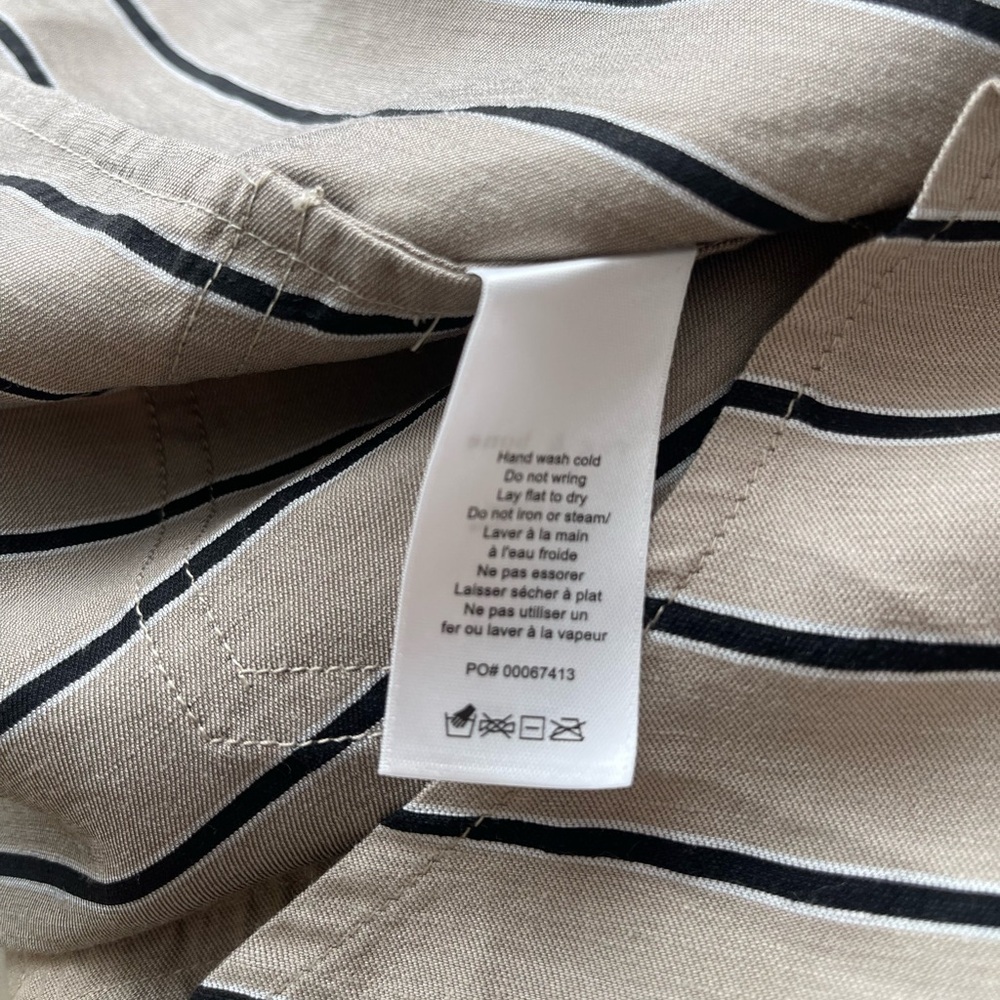 Hand wash cold
Do not wring
Lay flat to dry
Do not iron or steam/
Laver à la main
à l'eau froide
Ne pas essorer
Laisser sécher à plat
Ne pas utiliser un
fer ou laver à la vapeur
PO# 00067413